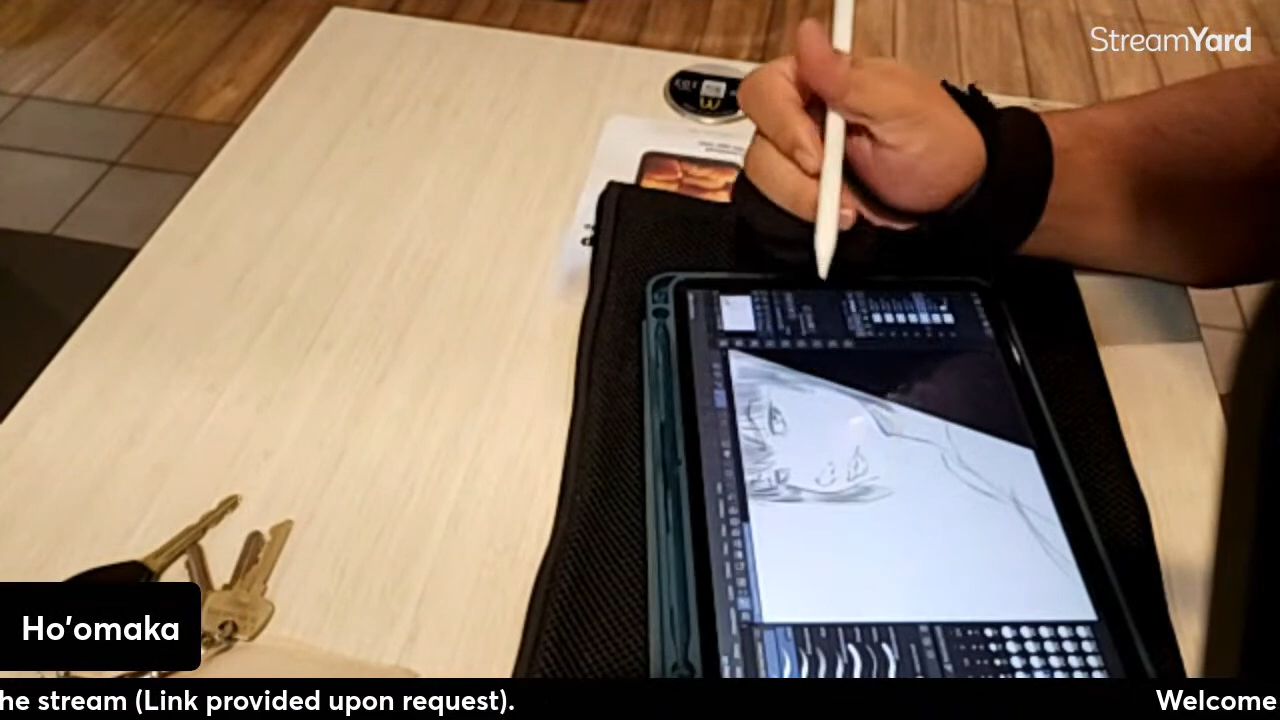 StreamYard
Ho'omaka
he stream (Link provided upon request).
Welcome